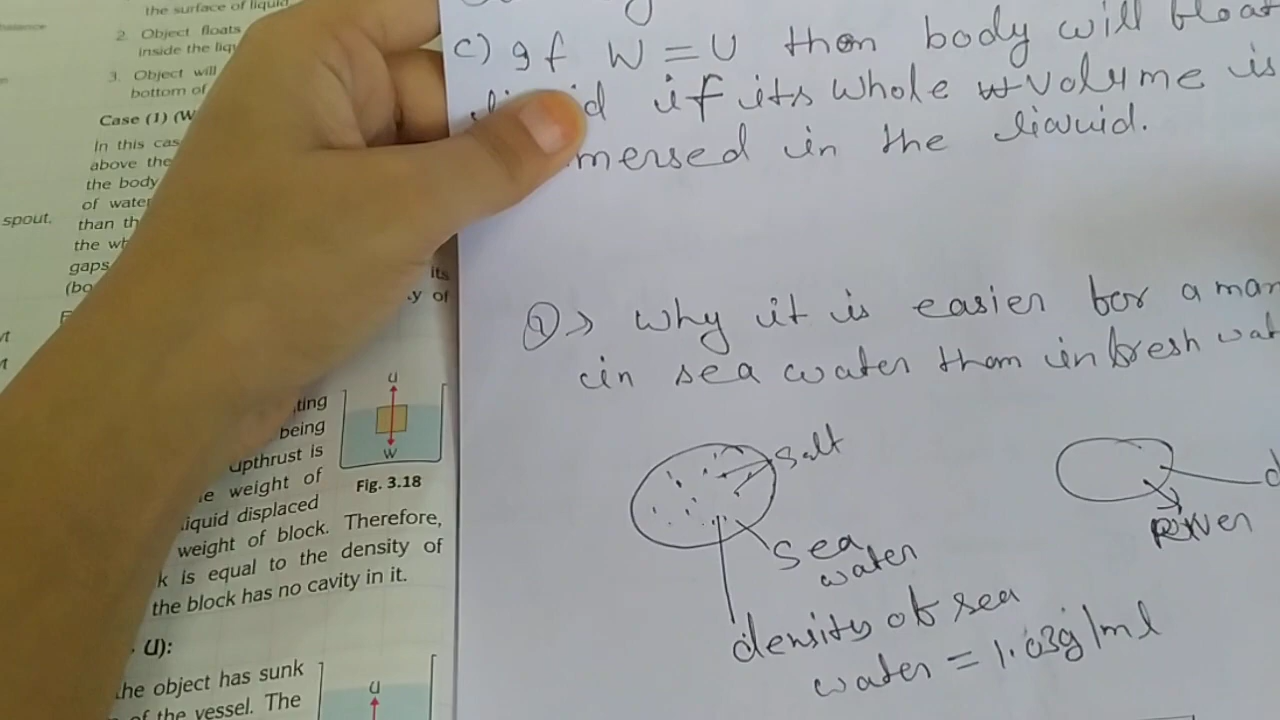 the surface of liquid
2. Object floats
inside the liq
3. Object will
bottom of
Case (1) (W
In this cas
above the
the body
of water
than th
the wh
gaps
(bo
spout.
its
y of
ting
being
upthrust is
e weight of
liquid displaced
weight of block. Therefore,
k is equal to the density of
the block has no cavity in it.
U
W
Fig. 3.18
U):
the object has sunk
of the vessel. The
U
c) If W = U then body will float
if its whole volume is
mersed in the liquid.
Q> Why it is easier for a man
in sea water than in fresh wat
salt
sea
water
density of sea
water = 1.03g/ml
d
River